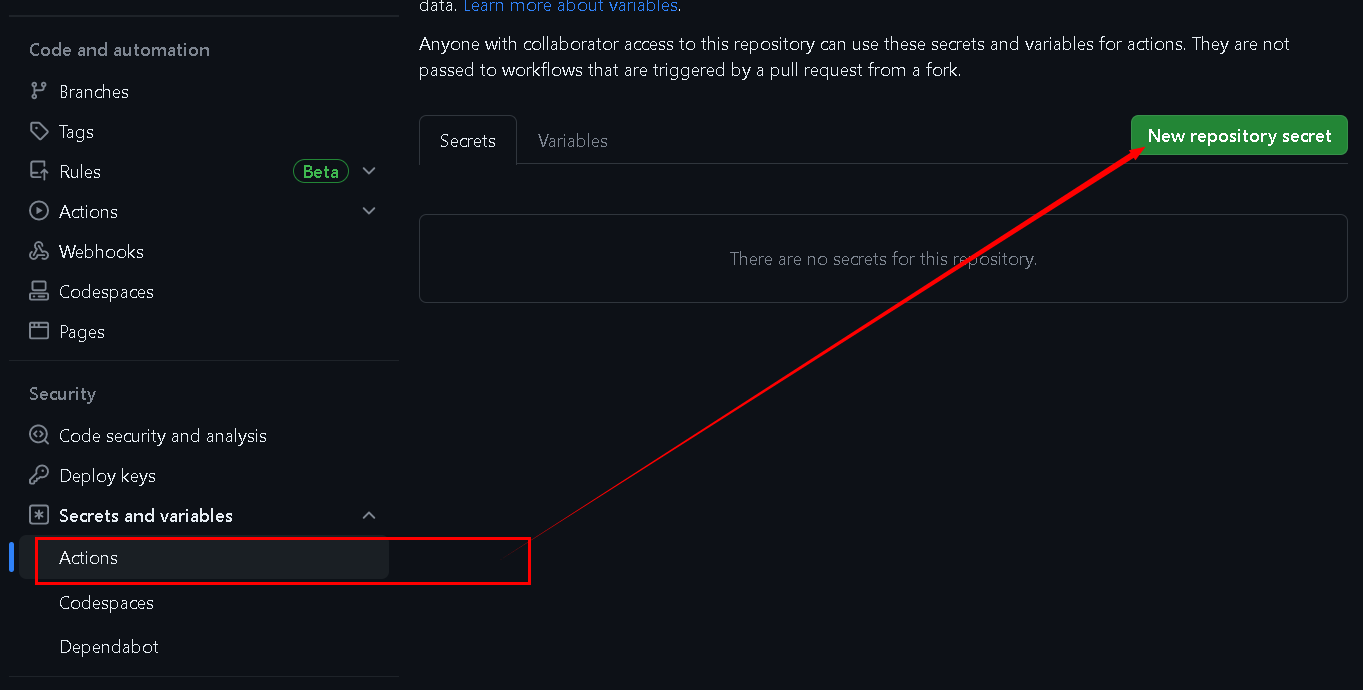 data. Learn more about variables.
Anyone with collaborator access to this repository can use these secrets and variables for actions. They are not
passed to workflows that are triggered by a pull request from a fork.
Code and automation
Branches
Tags
Rules Beta
Actions
Webhooks
Codespaces
Pages
Security
Code security and analysis
Deploy keys
Secrets and variables
Actions
Codespaces
Dependabot
Secrets Variables New repository secret
There are no secrets for this repository.